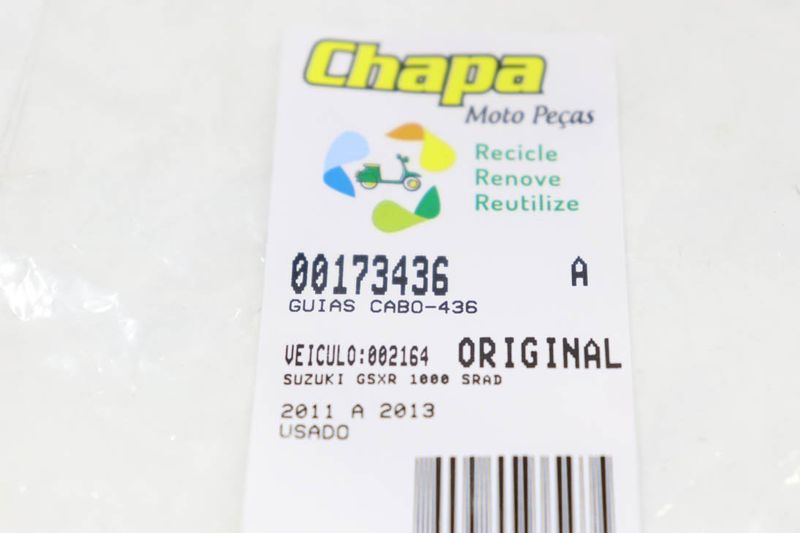 Chapa
Moto Peças
Recicle
Renove
Reutilize
00173436 A
GUIAS CABO-436
VEICULO:002164 ORIGINAL
SUZUKI GSXR 1000 SRAD
2011 A 2013
USADO